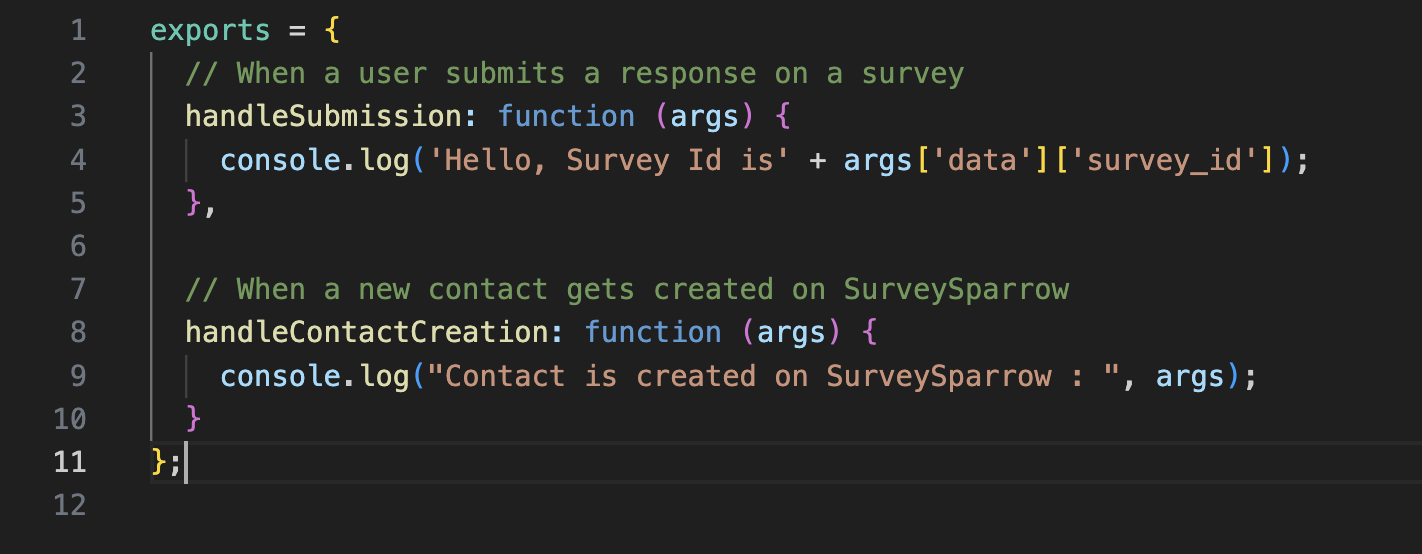 1 exports = {
2 // When a user submits a response on a survey
3 handleSubmission: function (args) {
4 console.log('Hello, Survey Id is' + args['data']['survey_id']);
5 },
6
7 // When a new contact gets created on SurveySparrow
8 handleContactCreation: function (args) {
9 console.log("Contact is created on SurveySparrow : ", args);
10 }
11 };
12